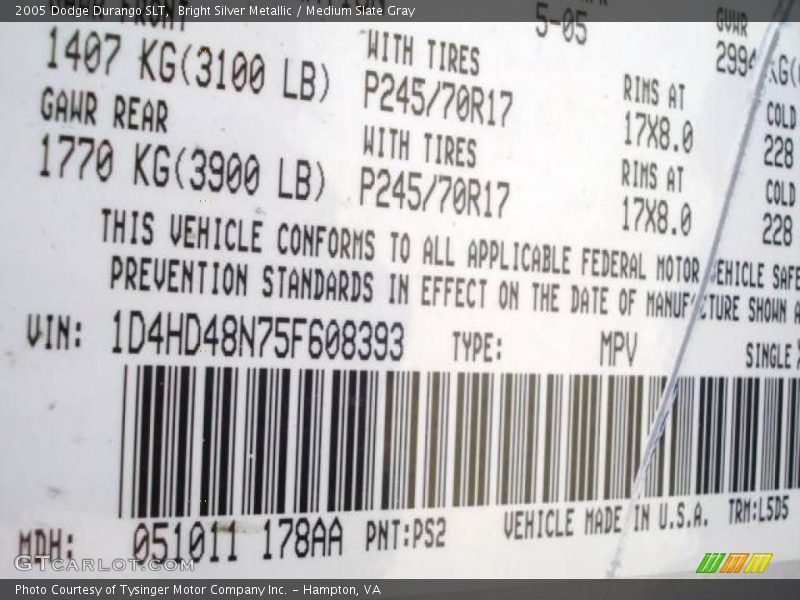 2005 Dodge Durango SLT , Bright Silver Metallic / Medium Slate Gray
5-05 GVWR
1407 KG(3100 LB) WITH TIRES P245/70R17 RIMS AT 17X8.0 COLD 228
2994 KG(
GAWR REAR
1770 KG(3900 LB) WITH TIRES P245/70R17 RIMS AT 17X8.0 COLD 228
THIS VEHICLE CONFORMS TO ALL APPLICABLE FEDERAL MOTOR VEHICLE SAFE
PREVENTION STANDARDS IN EFFECT ON THE DATE OF MANUFACTURE SHOWN A
VIN: 1D4HD48N75F608393 TYPE: MPV SINGLE
MDH: 051011 178AA PNT:PS2 VEHICLE MADE IN U.S.A. TRM:L5D5
GTCARLOT.COM
Photo Courtesy of Tysinger Motor Company Inc. - Hampton, VA